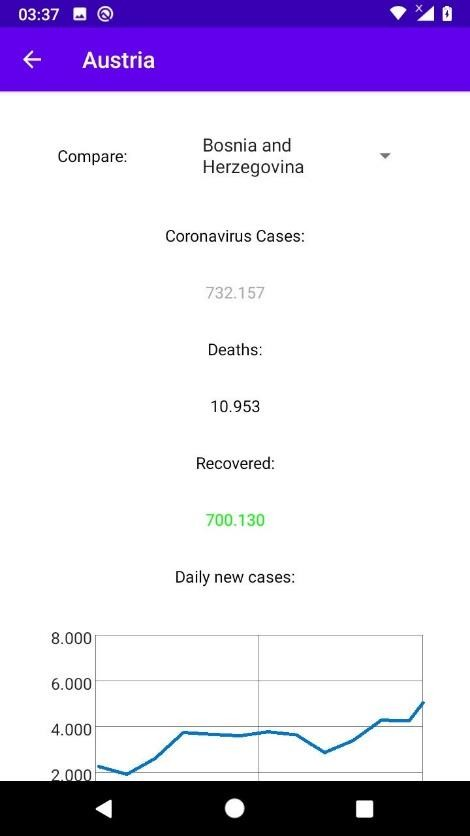 03:37
Austria
Compare:
Bosnia and
Herzegovina
Coronavirus Cases:
732.157
Deaths:
10.953
Recovered:
700.130
Daily new cases:
8.000
6.000
4.000
2.000